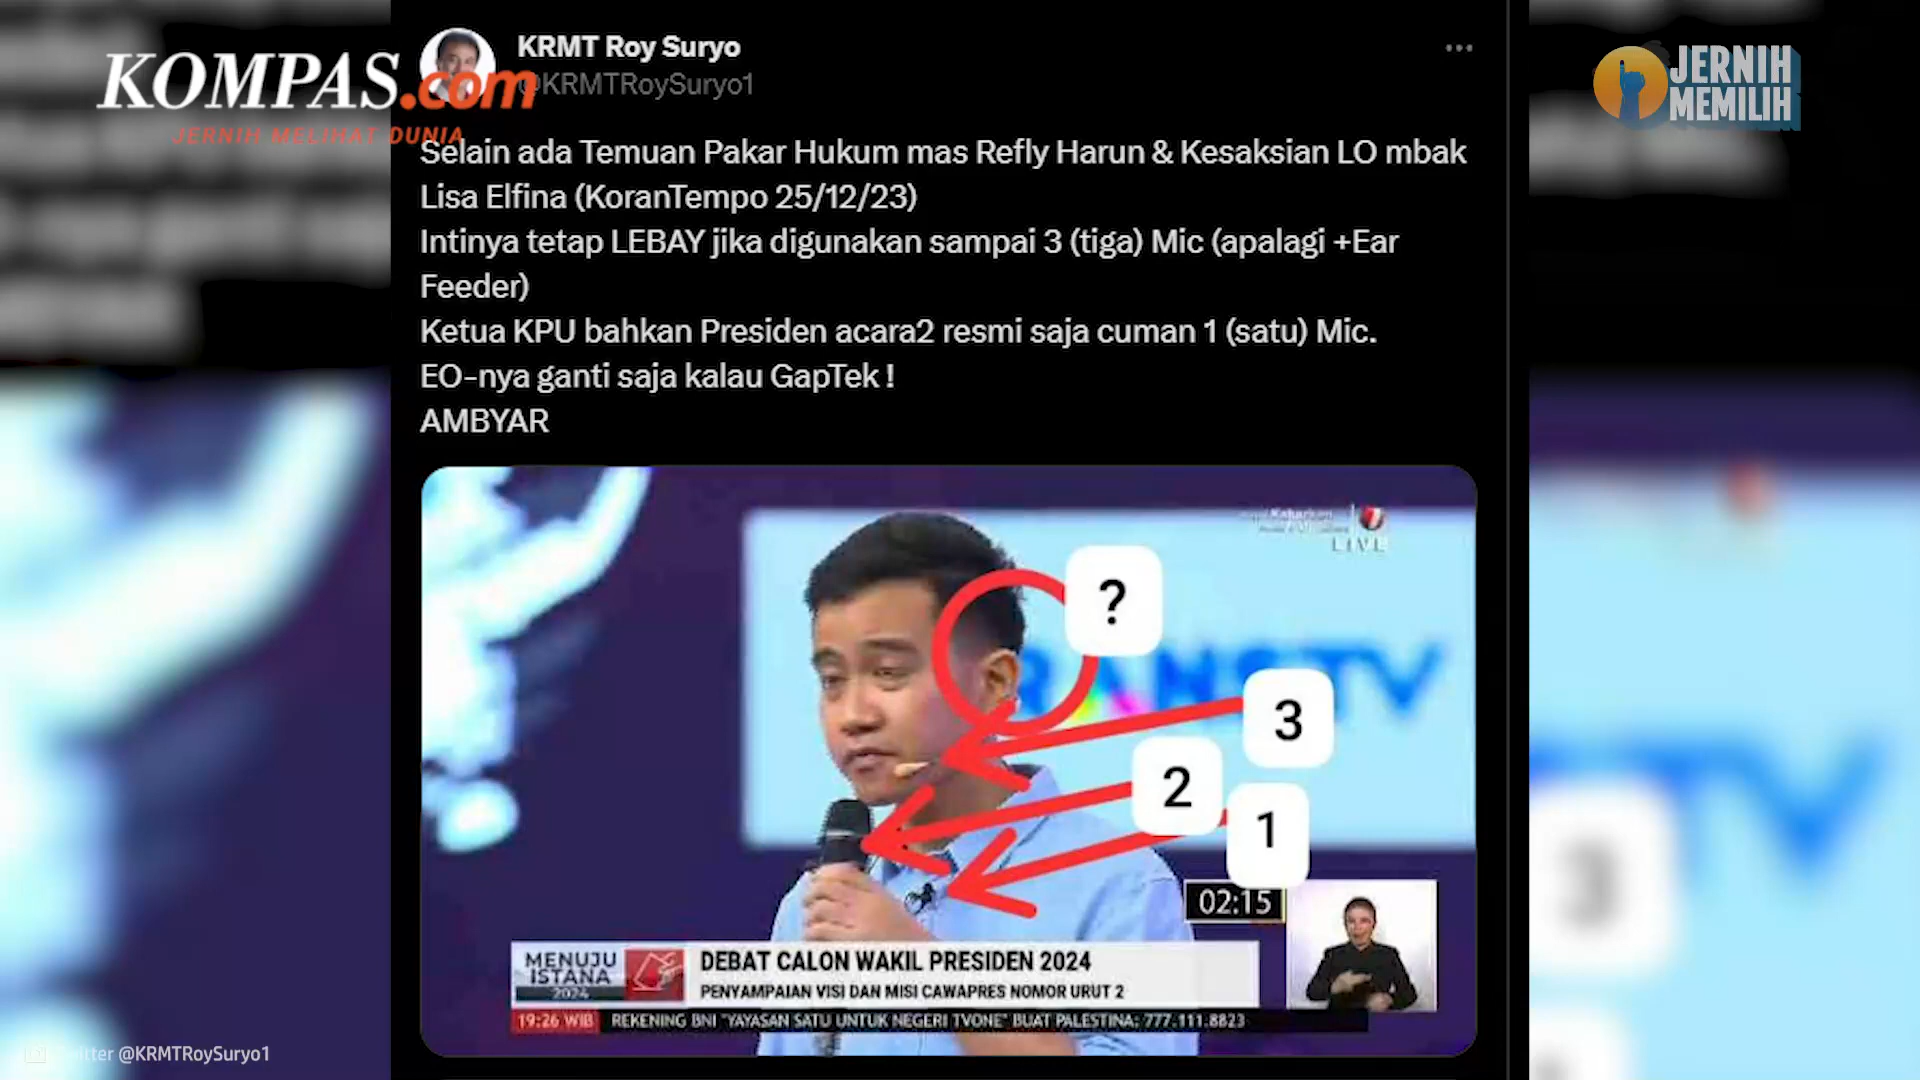 KOMPAS.com
JERNIH MELIHAT DUNIA
JERNIH
MEMILIH
KRMT Roy Suryo
@KRMTRoySuryo1
Selain ada Temuan Pakar Hukum mas Refly Harun & Kesaksian LO mbak
Lisa Elfina (KoranTempo 25/12/23)
Intinya tetap LEBAY jika digunakan sampai 3 (tiga) Mic (apalagi +Ear
Feeder)
Ketua KPU bahkan Presiden acara2 resmi saja cuman 1 (satu) Mic.
EO-nya ganti saja kalau GapTek !
AMBYAR
LIVE
?
TV
3
2
1
02:15
MENUJU
ISTANA
2024
DEBAT CALON WAKIL PRESIDEN 2024
PENYAMPAIAN VISI DAN MISI CAWAPRES NOMOR URUT 2
19:26 WIB REKENING BNI "YAYASAN SATU UNTUK NEGERI TVONE" BUAT PALESTINA: 777.111.8823
Twitter @KRMTRoySuryo1